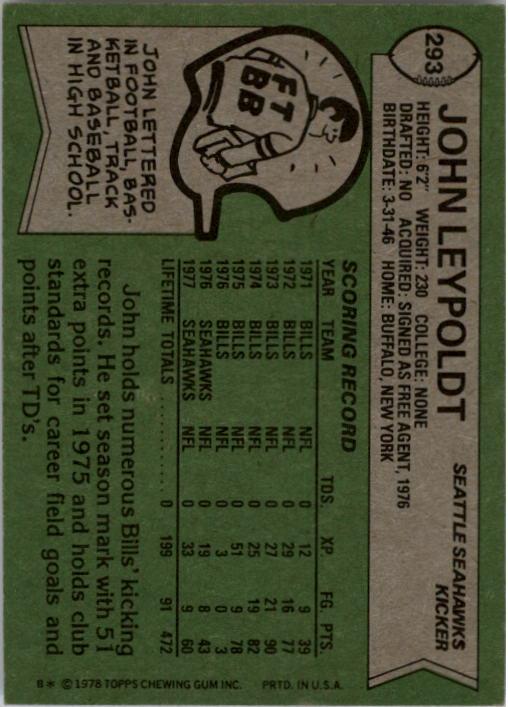 293
JOHN LEYPOLDT
SEATTLE SEAHAWKS
KICKER
HEIGHT: 6'2" WEIGHT: 230 COLLEGE: NONE
DRAFTED: NO ACQUIRED: SIGNED AS FREE AGENT, 1976
BIRTHDATE: 3-31-46 HOME: BUFFALO, NEW YORK
FT
BB
JOHN LETTERED
IN FOOTBALL, BAS-
KETBALL, TRACK
AND BASEBALL
IN HIGH SCHOOL.
SCORING RECORD
YEAR TEAM TDS. XP. FG. PTS.
1971 BILLS NFL 0 12 9 39
1972 BILLS NFL 0 29 16 77
1973 BILLS NFL 0 27 21 90
1974 BILLS NFL 0 25 19 82
1975 BILLS NFL 0 51 9 78
1976 BILLS NFL 0 3 0 3
1976 SEAHAWKS NFL 0 19 8 43
1977 SEAHAWKS NFL 0 33 9 60
LIFETIME TOTALS . . . . . . . . . 0 199 91 472
John holds numerous Bills' kicking
records. He set season mark with 51
extra points in 1975 and holds club
standards for career field goals and
points after TD's.
8* © 1978 TOPPS CHEWING GUM INC. PRTD. IN U.S.A.